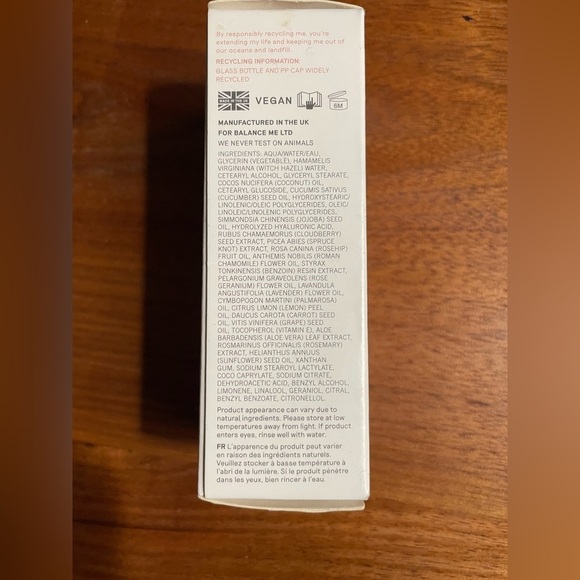 By responsibly recycling me, you're
extending my life and keeping me out of
our oceans and landfill.
RECYCLING INFORMATION:
GLASS BOTTLE AND PP CAP WIDELY
RECYCLED
MADE IN THE UK VEGAN 6M
MANUFACTURED IN THE UK
FOR BALANCE ME LTD
WE NEVER TEST ON ANIMALS
INGREDIENTS: AQUA/WATER/EAU,
GLYCERIN (VEGETABLE), HAMAMELIS
VIRGINIANA (WITCH HAZEL) WATER,
CETEARYL ALCOHOL, GLYCERYL STEARATE,
COCOS NUCIFERA (COCONUT) OIL,
CETEARYL GLUCOSIDE, CUCUMIS SATIVUS
(CUCUMBER) SEED OIL, HYDROXYSTEARIC/
LINOLENIC/OLEIC POLYGLYCERIDES, OLEIC/
LINOLEIC/LINOLENIC POLYGLYCERIDES,
SIMMONDSIA CHINENSIS (JOJOBA) SEED
OIL, HYDROLYZED HYALURONIC ACID,
RUBUS CHAMAEMORUS (CLOUDBERRY)
SEED EXTRACT, PICEA ABIES (SPRUCE
KNOT) EXTRACT, ROSA CANINA (ROSEHIP)
FRUIT OIL, ANTHEMIS NOBILIS (ROMAN
CHAMOMILE) FLOWER OIL, STYRAX
TONKINENSIS (BENZOIN) RESIN EXTRACT,
PELARGONIUM GRAVEOLENS (ROSE
GERANIUM) FLOWER OIL, LAVANDULA
ANGUSTIFOLIA (LAVENDER) FLOWER OIL,
CYMBOPOGON MARTINI (PALMAROSA)
OIL, CITRUS LIMON (LEMON) PEEL
OIL, DAUCUS CAROTA (CARROT) SEED
OIL, VITIS VINIFERA (GRAPE) SEED
OIL, TOCOPHEROL (VITAMIN E), ALOE
BARBADENSIS (ALOE VERA) LEAF EXTRACT,
ROSMARINUS OFFICINALIS (ROSEMARY)
EXTRACT, HELIANTHUS ANNUUS
(SUNFLOWER) SEED OIL, XANTHAN
GUM, SODIUM STEAROYL LACTYLATE,
COCO CAPRYLATE, SODIUM CITRATE,
DEHYDROACETIC ACID, BENZYL ALCOHOL,
LIMONENE, LINALOOL, GERANIOL, CITRAL,
BENZYL BENZOATE, CITRONELLOL.
Product appearance can vary due to
natural ingredients. Please store at low
temperatures away from light. If product
enters eyes, rinse well with water.
FR L'apparence du produit peut varier
en raison des ingrédients naturels.
Veuillez stocker à basse température à
l'abri de la lumière. Si le produit pénètre
dans les yeux, bien rincer à l'eau.